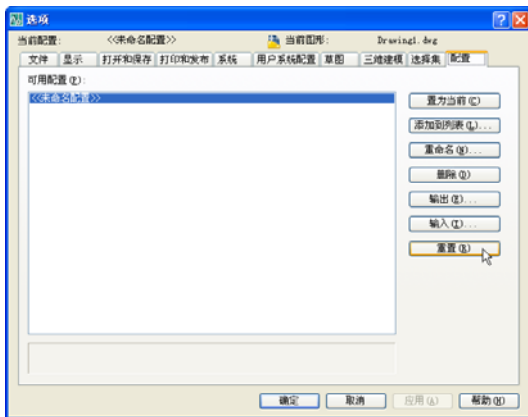 选项
当前配置: <<未命名配置>> 当前图形: Drawing1.dwg
文件 显示 打开和保存 打印和发布 系统 用户系统配置 草图 三维建模 选择集 配置
可用配置(P):
<<未命名配置>>
置为当前(C)
添加到列表(L)...
重命名(N)...
删除(D)
输出(E)...
输入(I)...
重置(R)
确定 取消 应用(A) 帮助(H)